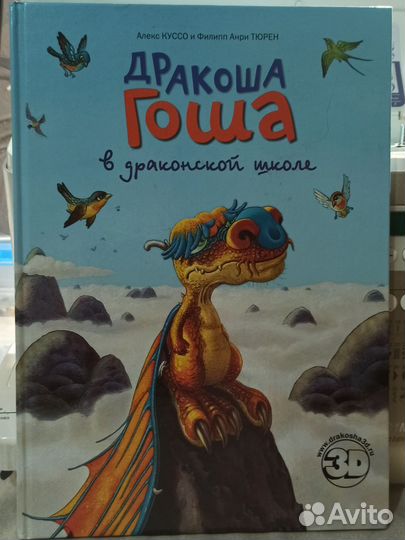 Алекс КУССО и Филипп Анри ТЮРЕН
ДРАКОША
Гоша
в драконской школе
www.drakosha3d.ru
3D
Avito